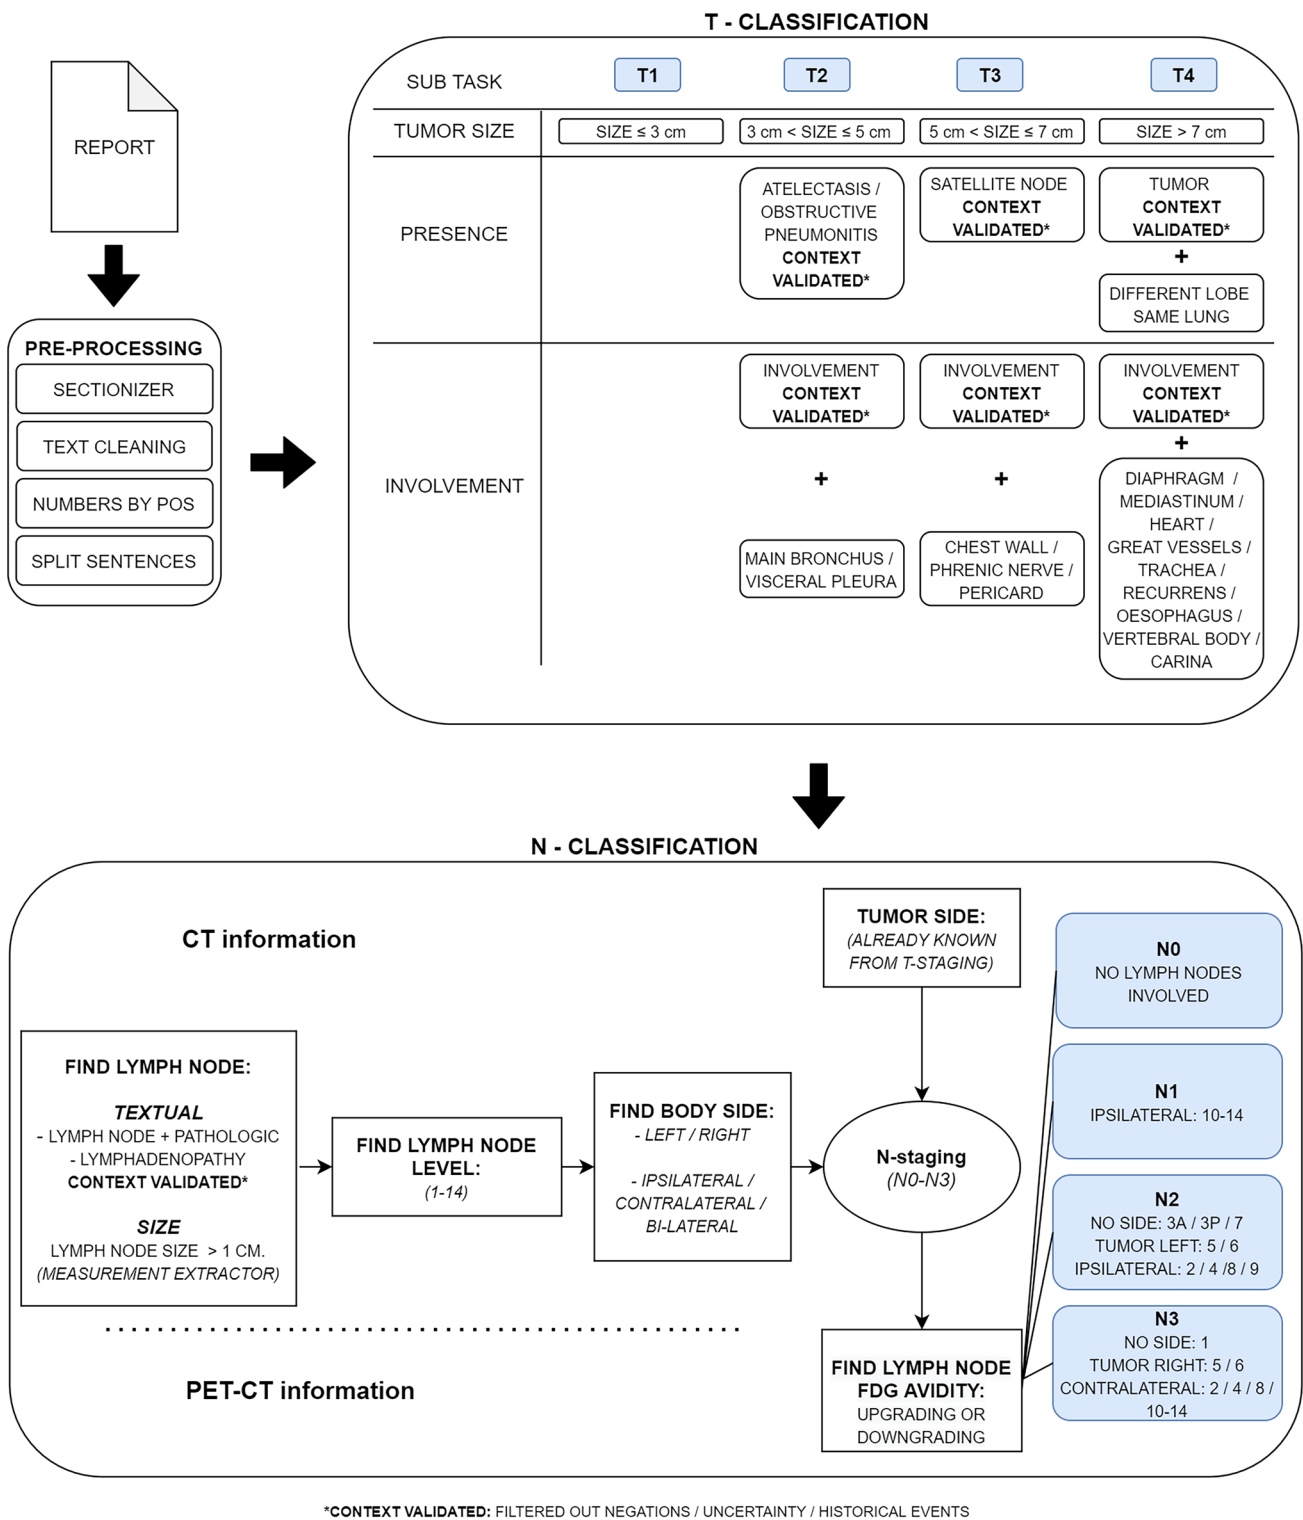 T - CLASSIFICATION
REPORT
SUB TASK
T1
T2
T3
T4
TUMOR SIZE
SIZE ≤ 3 cm
3 cm < SIZE ≤ 5 cm
5 cm < SIZE ≤ 7 cm
SIZE > 7 cm
PRESENCE
ATELECTASIS /
OBSTRUCTIVE
PNEUMONITIS
CONTEXT
VALIDATED*
SATELLITE NODE
CONTEXT
VALIDATED*
TUMOR
CONTEXT
VALIDATED*
+
DIFFERENT LOBE
SAME LUNG
PRE-PROCESSING
SECTIONIZER
TEXT CLEANING
NUMBERS BY POS
SPLIT SENTENCES
INVOLVEMENT
INVOLVEMENT
CONTEXT
VALIDATED*
+
MAIN BRONCHUS /
VISCERAL PLEURA
INVOLVEMENT
CONTEXT
VALIDATED*
+
CHEST WALL /
PHRENIC NERVE /
PERICARD
INVOLVEMENT
CONTEXT
VALIDATED*
+
DIAPHRAGM /
MEDIASTINUM /
HEART /
GREAT VESSELS /
TRACHEA /
RECURRENS /
OESOPHAGUS /
VERTEBRAL BODY /
CARINA
N - CLASSIFICATION
CT information
FIND LYMPH NODE:
TEXTUAL
- LYMPH NODE + PATHOLOGIC
- LYMPHADENOPATHY
CONTEXT VALIDATED*
SIZE
LYMPH NODE SIZE > 1 CM.
(MEASUREMENT EXTRACTOR)
FIND LYMPH NODE
LEVEL:
(1-14)
FIND BODY SIDE:
- LEFT / RIGHT
- IPSILATERAL /
CONTRALATERAL /
BI-LATERAL
TUMOR SIDE:
(ALREADY KNOWN
FROM T-STAGING)
N-staging
(N0-N3)
PET-CT information
FIND LYMPH NODE
FDG AVIDITY:
UPGRADING OR
DOWNGRADING
N0
NO LYMPH NODES
INVOLVED
N1
IPSILATERAL: 10-14
N2
NO SIDE: 3A / 3P / 7
TUMOR LEFT: 5 / 6
IPSILATERAL: 2 / 4 /8 / 9
N3
NO SIDE: 1
TUMOR RIGHT: 5 / 6
CONTRALATERAL: 2 / 4 / 8 /
10-14
*CONTEXT VALIDATED: FILTERED OUT NEGATIONS / UNCERTAINTY / HISTORICAL EVENTS